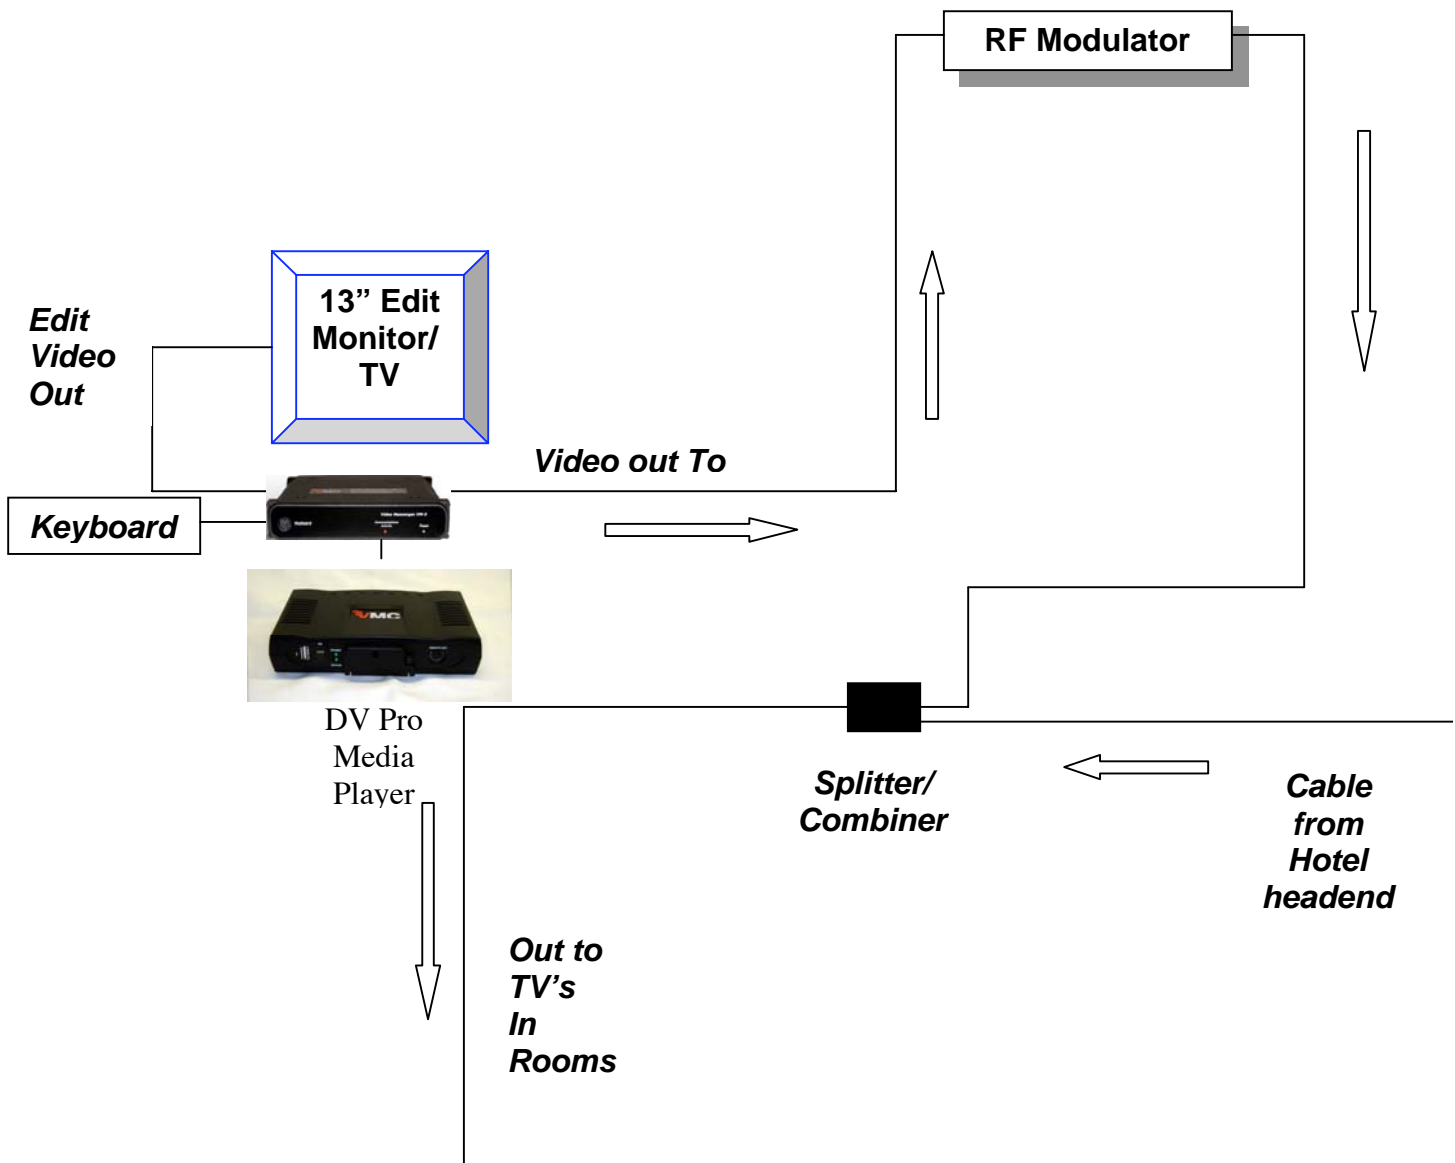 RF Modulator
13” Edit
Monitor/
TV
Edit
Video
Out
Video out To
Keyboard
VMC
DV Pro
Media
Player
Splitter/
Combiner
Cable
from
Hotel
headend
Out to
TV’s
In
Rooms